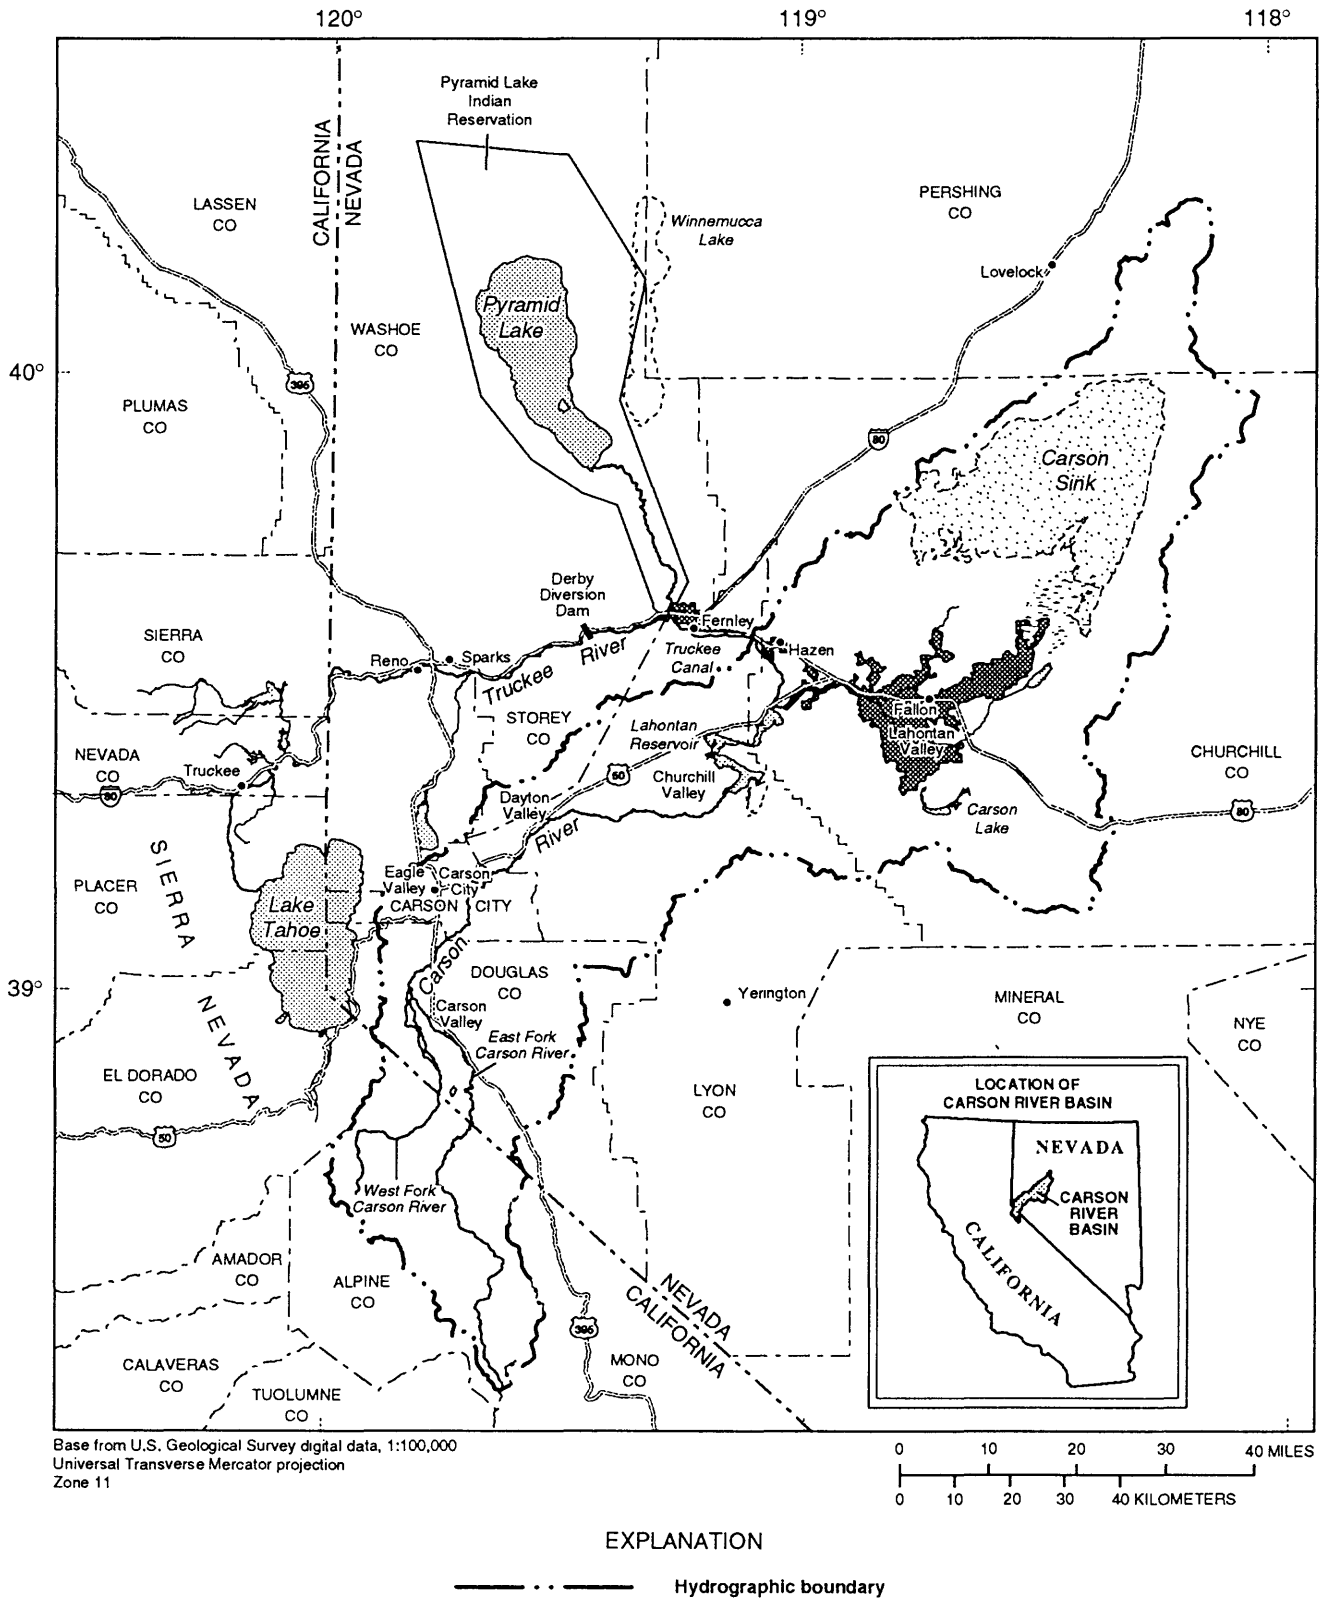 120°
119°
118°
Pyramid Lake
Indian
Reservation
CALIFORNIA
NEVADA
LASSEN
CO
PERSHING
CO
Winnemucca
Lake
Lovelock
Pyramid
Lake
WASHOE
CO
40°
395
PLUMAS
CO
80
Carson
Sink
Derby
Diversion
Dam
SIERRA
CO
Fernley
Truckee
Canal
Hazen
Reno
Sparks
Truckee
River
STOREY
CO
Lahontan
Reservoir
Fallon
Lahontan
Valley
NEVADA
CO
Truckee
80
50
Churchill
Valley
CHURCHILL
CO
80
Dayton
Valley
River
Carson
Lake
SIERRA
NEVADA
PLACER
CO
Eagle
Valley
Carson
City
CARSON CITY
Lake
Tahoe
Carson
DOUGLAS
CO
39°
Yerington
MINERAL
CO
NYE
CO
Carson
Valley
East Fork
Carson River
EL DORADO
CO
LYON
CO
50
LOCATION OF
CARSON RIVER BASIN
NEVADA
CARSON
RIVER
BASIN
CALIFORNIA
West Fork
Carson River
AMADOR
CO
ALPINE
CO
NEVADA
CALIFORNIA
395
MONO
CO
CALAVERAS
CO
TUOLUMNE
CO
Base from U.S. Geological Survey digital data, 1:100,000
Universal Transverse Mercator projection
Zone 11
0 10 20 30 40 MILES
0 10 20 30 40 KILOMETERS
EXPLANATION
Hydrographic boundary